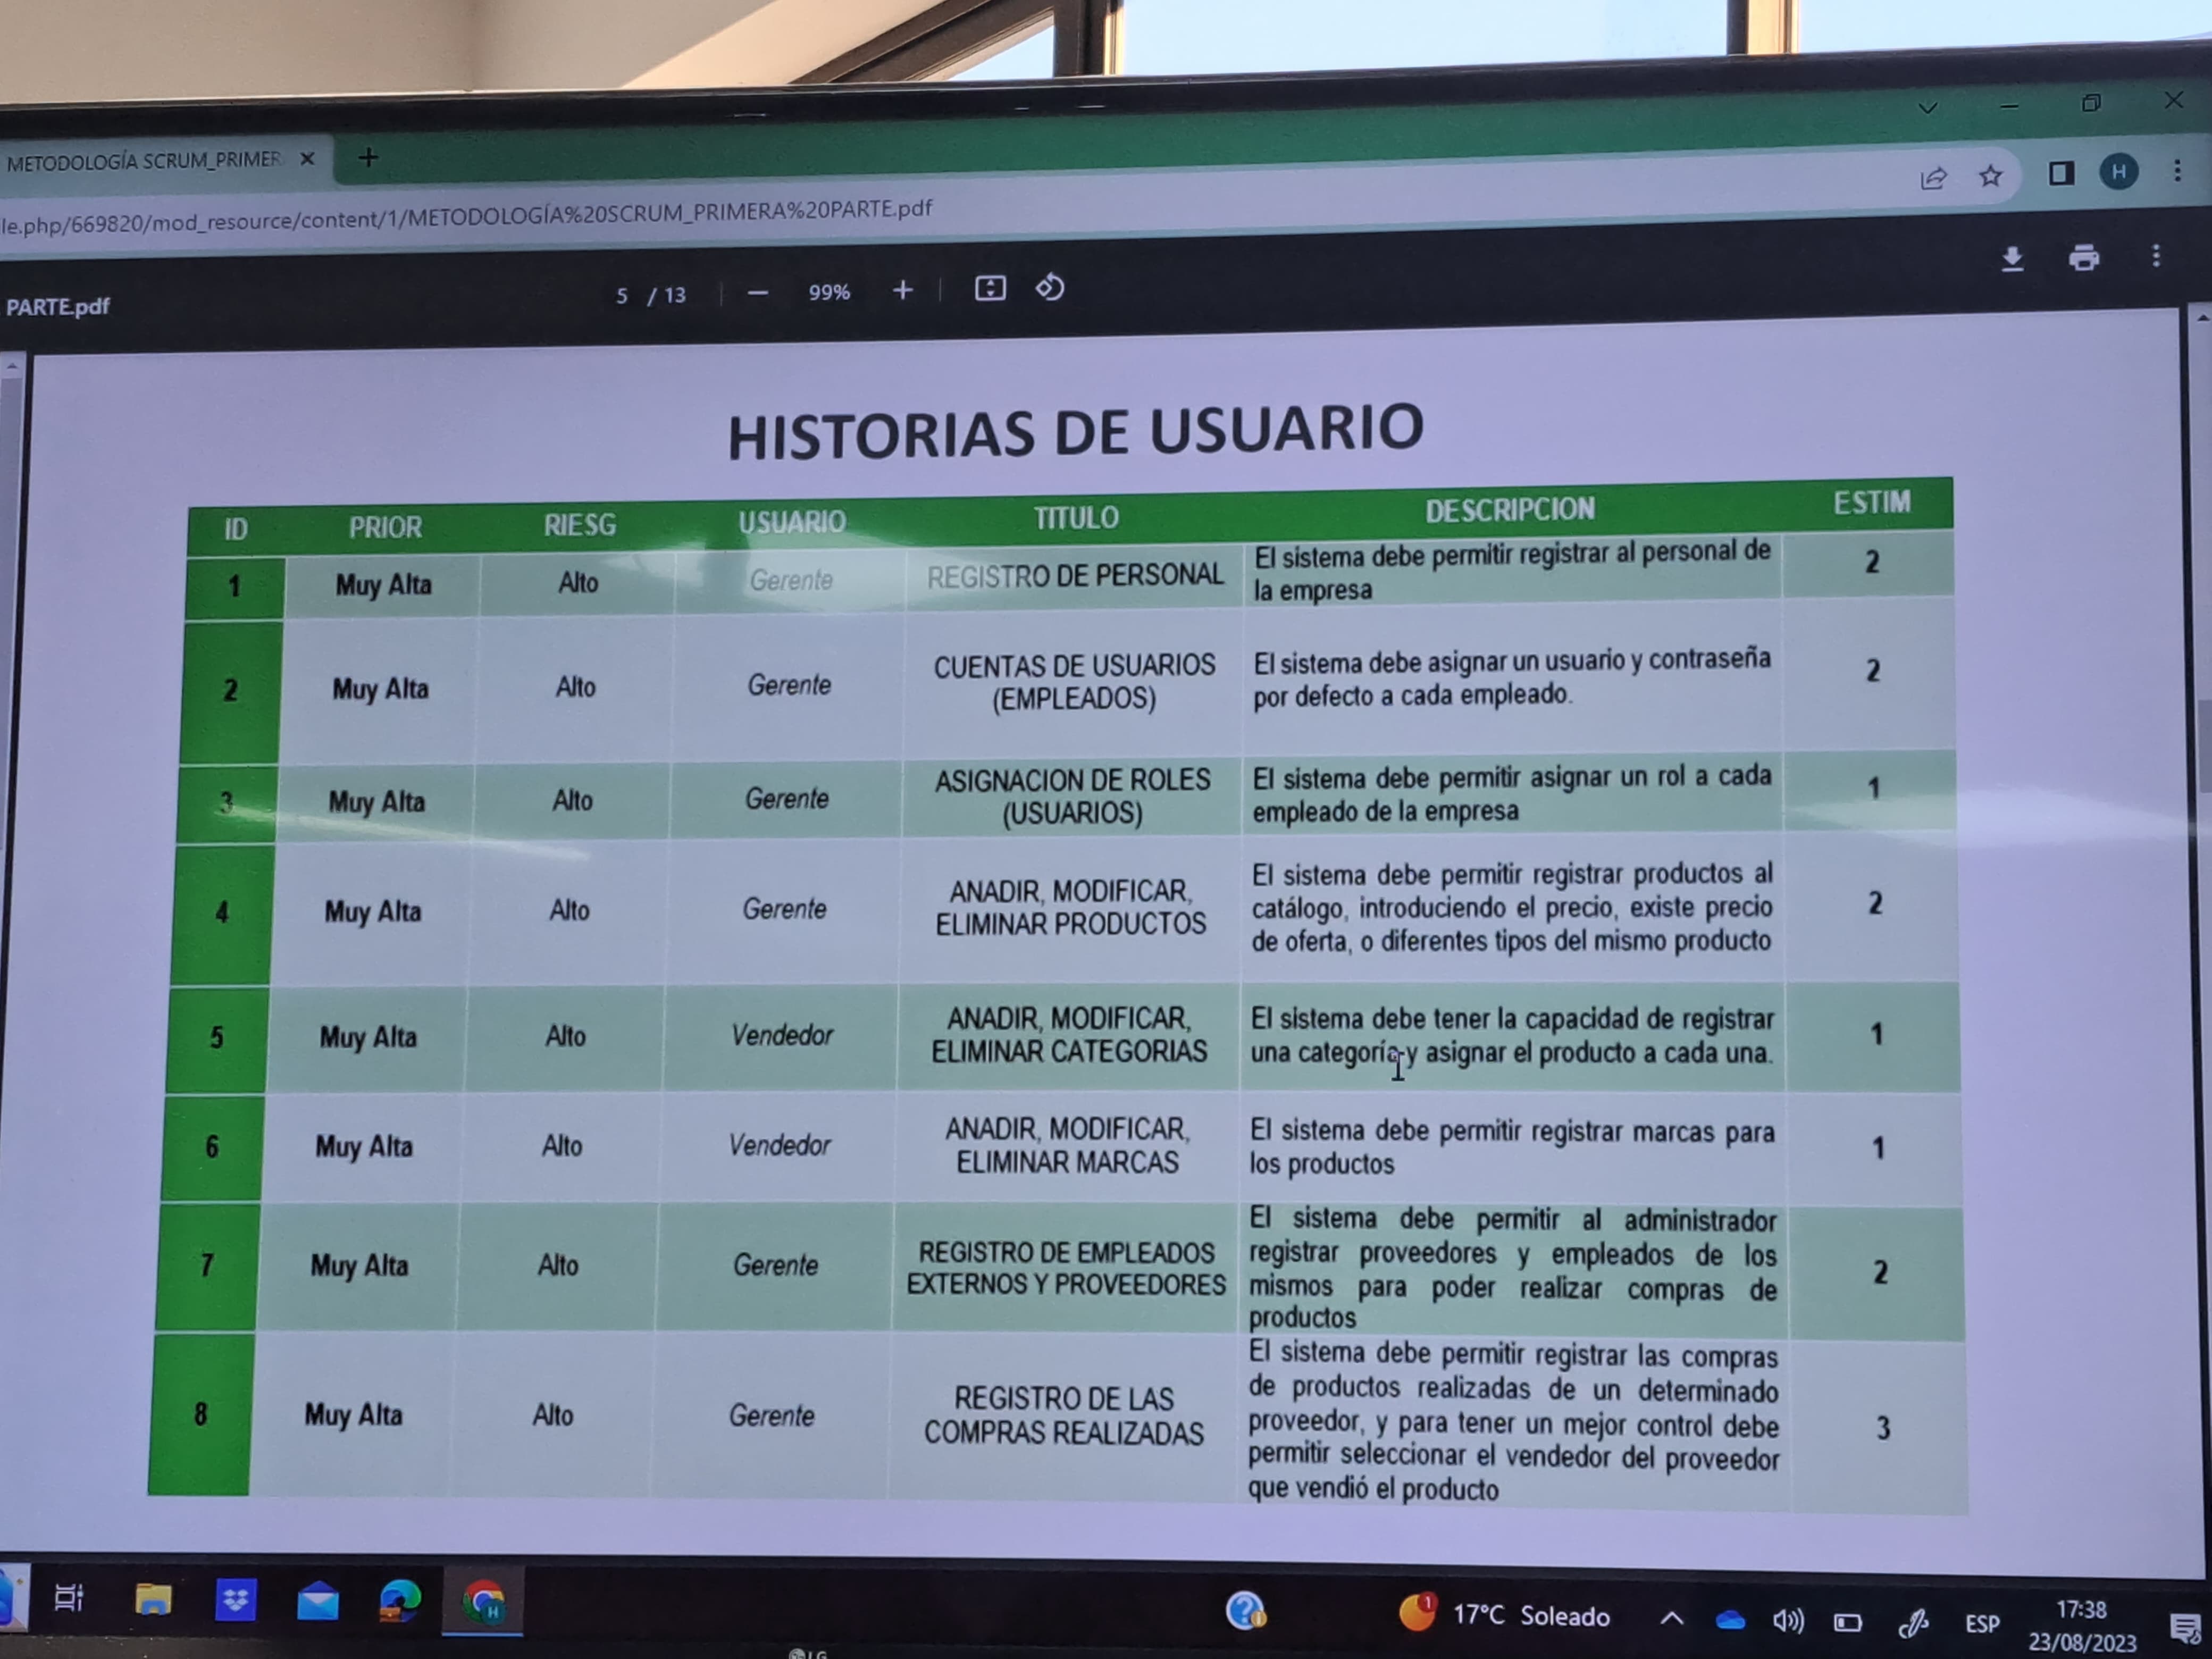 METODOLOGÍA SCRUM_PRIMER
le.php/669820/mod_resource/content/1/METODOLOGÍA%20SCRUM_PRIMERA%20PARTE.pdf
H
PARTE.pdf
5 / 13
99%
HISTORIAS DE USUARIO
ID PRIOR RIESG USUARIO TITULO DESCRIPCION ESTIM
1 Muy Alta Alto Gerente REGISTRO DE PERSONAL El sistema debe permitir registrar al personal de
la empresa
2
2 Muy Alta Alto Gerente CUENTAS DE USUARIOS
(EMPLEADOS)
El sistema debe asignar un usuario y contraseña
por defecto a cada empleado.
2
3 Muy Alta Alto Gerente ASIGNACION DE ROLES
(USUARIOS)
El sistema debe permitir asignar un rol a cada
empleado de la empresa
1
4 Muy Alta Alto Gerente ANADIR, MODIFICAR,
ELIMINAR PRODUCTOS
El sistema debe permitir registrar productos al
catálogo, introduciendo el precio, existe precio
de oferta, o diferentes tipos del mismo producto
2
5 Muy Alta Alto Vendedor ANADIR, MODIFICAR,
ELIMINAR CATEGORIAS
El sistema debe tener la capacidad de registrar
una categoría y asignar el producto a cada una.
1
6 Muy Alta Alto Vendedor ANADIR, MODIFICAR,
ELIMINAR MARCAS
El sistema debe permitir registrar marcas para
los productos
1
7 Muy Alta Alto Gerente REGISTRO DE EMPLEADOS
EXTERNOS Y PROVEEDORES
El sistema debe permitir al administrador
registrar proveedores y empleados de los
mismos para poder realizar compras de
productos
2
8 Muy Alta Alto Gerente REGISTRO DE LAS
COMPRAS REALIZADAS
El sistema debe permitir registrar las compras
de productos realizadas de un determinado
proveedor, y para tener un mejor control debe
permitir seleccionar el vendedor del proveedor
que vendió el producto
3
H
1
17°C Soleado
ESP
17:38
23/08/2023
LG